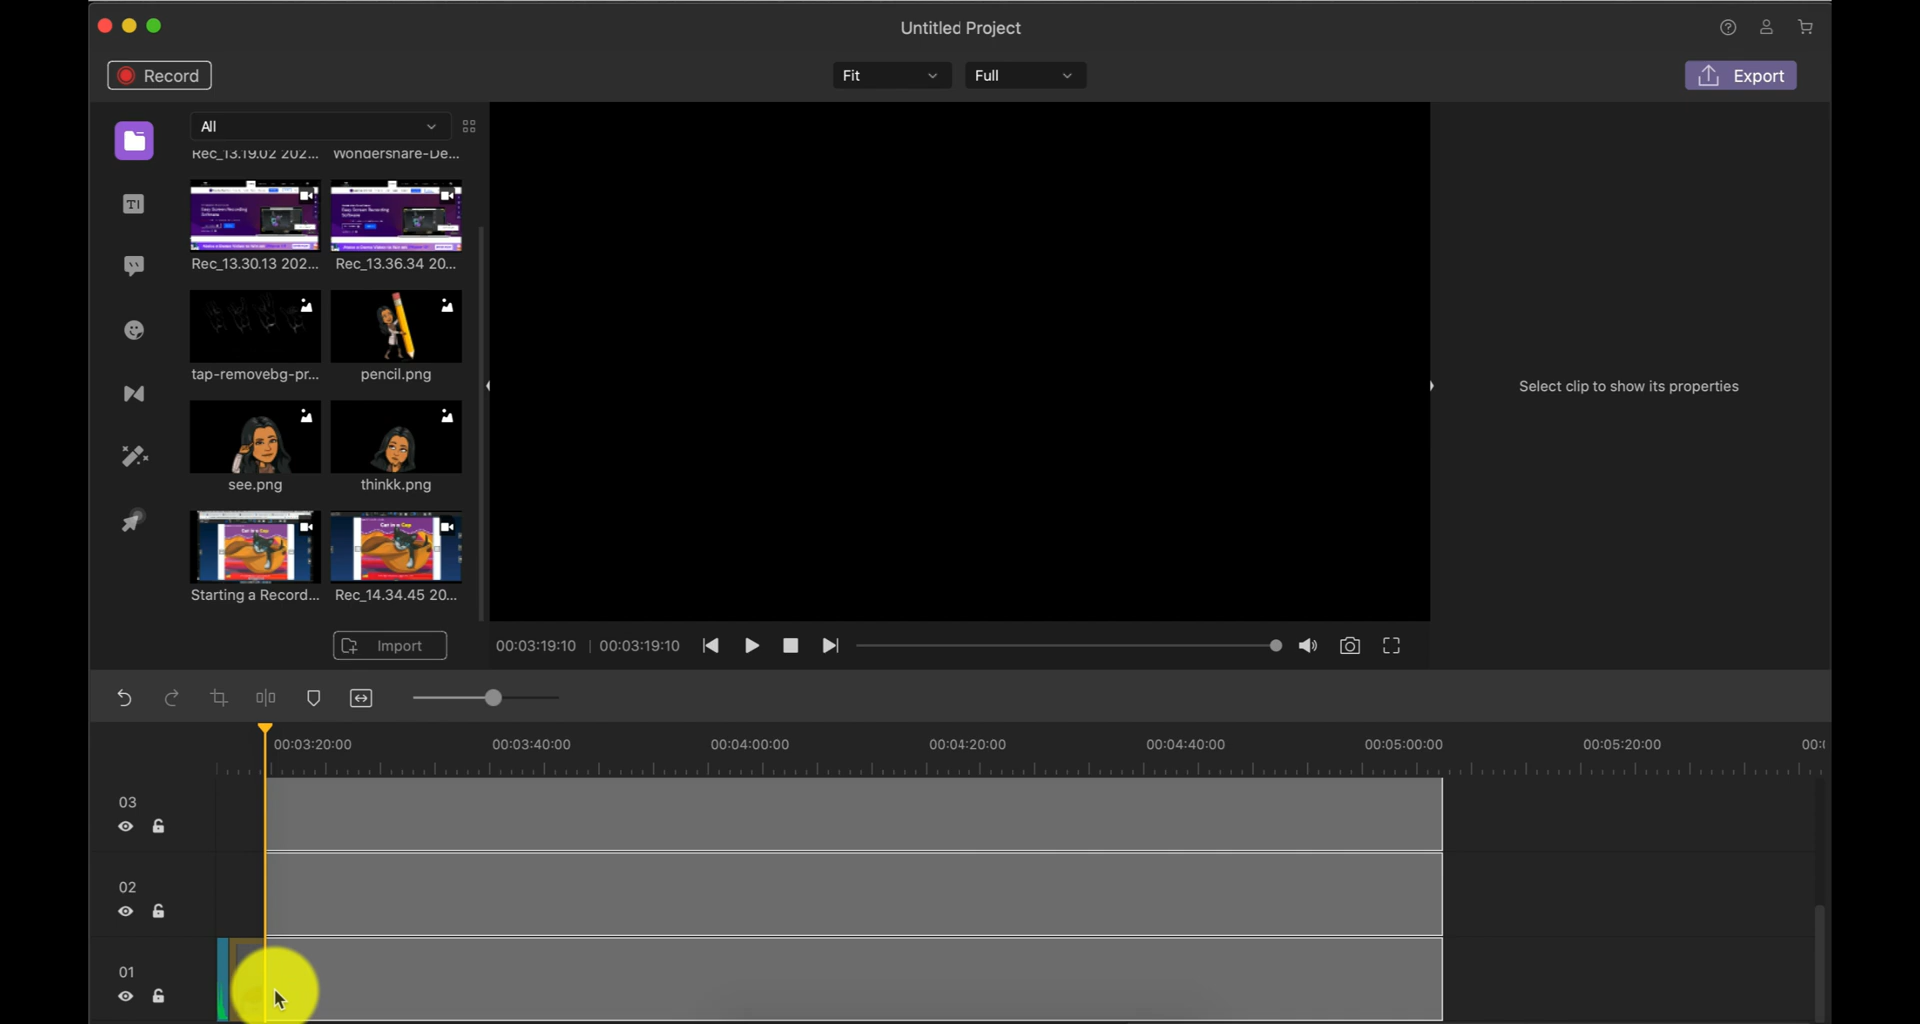 Untitled Project
Record
Fit
Full
Export
All
Rec_13.19.02 202... Wondershare-De...
Rec_13.30.13 202... Rec_13.36.34 20...
tap-removebg-pr... pencil.png
see.png thinkk.png
Starting a Record... Rec_14.34.45 20...
Select clip to show its properties
Import
00:03:19:10 | 00:03:19:10
00:03:20:00 00:03:40:00 00:04:00:00 00:04:20:00 00:04:40:00 00:05:00:00 00:05:20:00 00:(
03
02
01